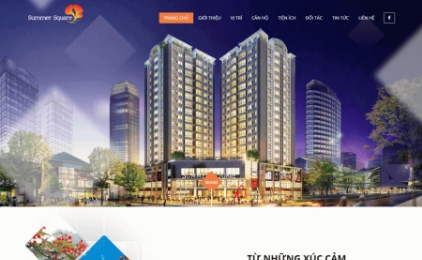 Summer Square
TRANG CHỦ GIỚI THIỆU VỊ TRÍ CĂN HỘ TIỆN ÍCH ĐỐI TÁC TIN TỨC LIÊN HỆ f
TỪ NHỮNG XÚC CẢM